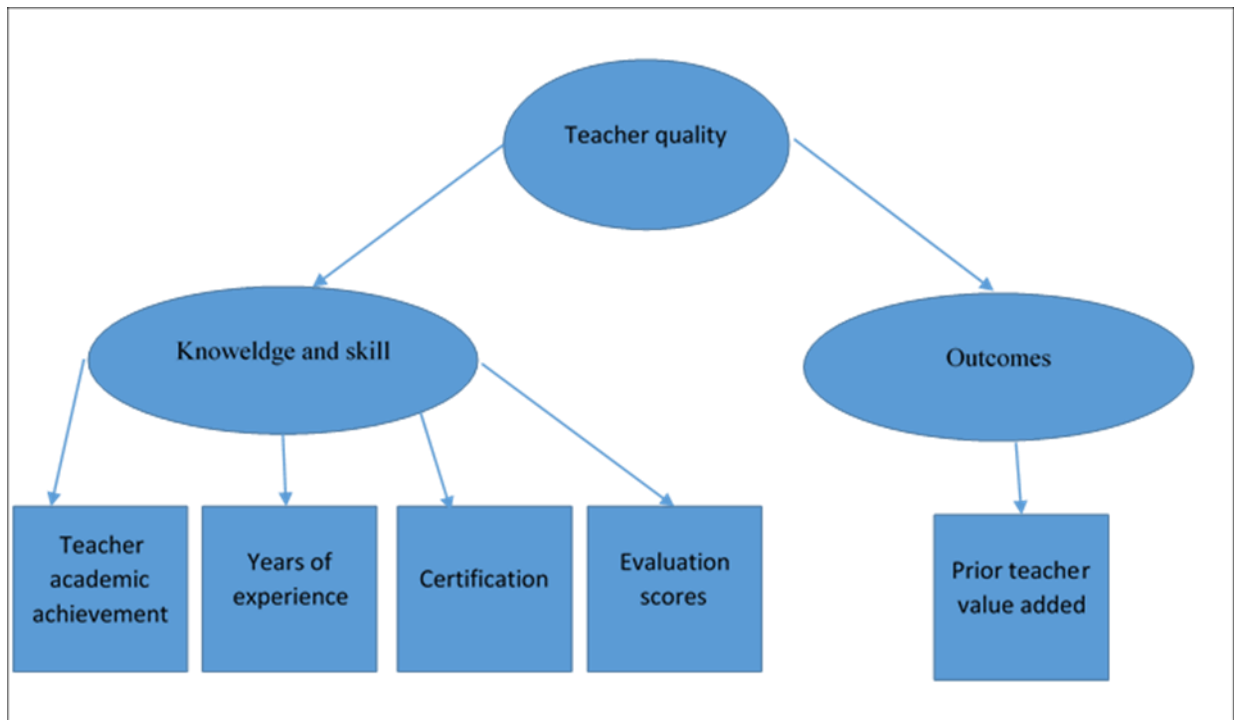 Teacher quality
Knoweldge and skill
Outcomes
Teacher
academic
achievement
Years of
experience
Certification
Evaluation
scores
Prior teacher
value added